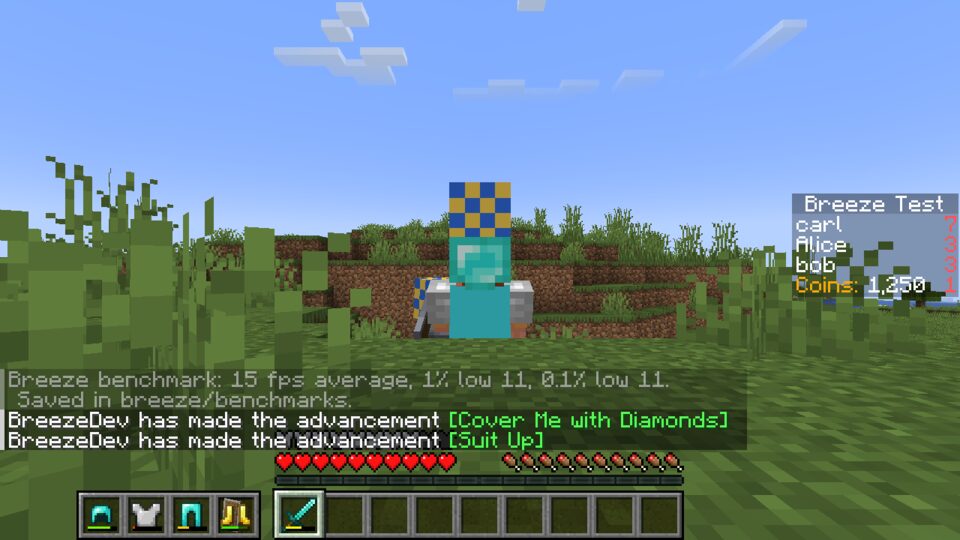 Breeze Test
carl 7
Alice 3
bob 3
Coins: 1,250 1
Breeze benchmark: 15 fps average, 1% low 11, 0.1% low 11.
Saved in breeze/benchmarks.
BreezeDev has made the advancement [Cover Me with Diamonds]
BreezeDev has made the advancement [Suit Up]